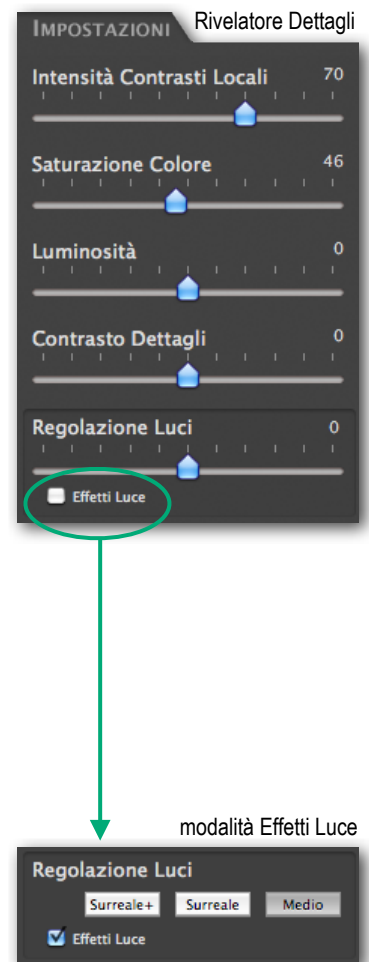 IMPOSTAZIONI Rivelatore Dettagli
Intensità Contrasti Locali 70
Saturazione Colore 46
Luminosità 0
Contrasto Dettagli 0
Regolazione Luci 0
Effetti Luce
modalità Effetti Luce
Regolazione Luci
Surreale+ Surreale Medio
Effetti Luce